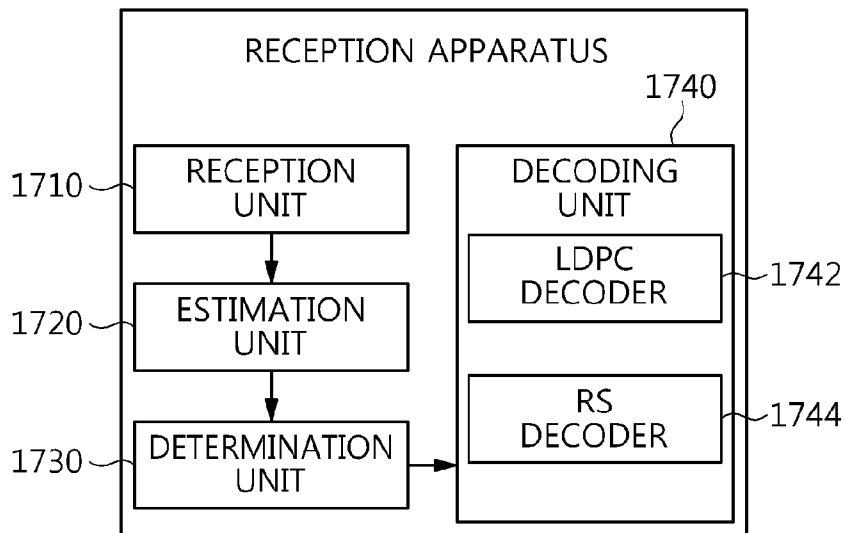 RECEPTION APPARATUS
1740
1710
RECEPTION
UNIT
DECODING
UNIT
LDPC
DECODER
1742
1720
ESTIMATION
UNIT
RS
DECODER
1744
1730
DETERMINATION
UNIT